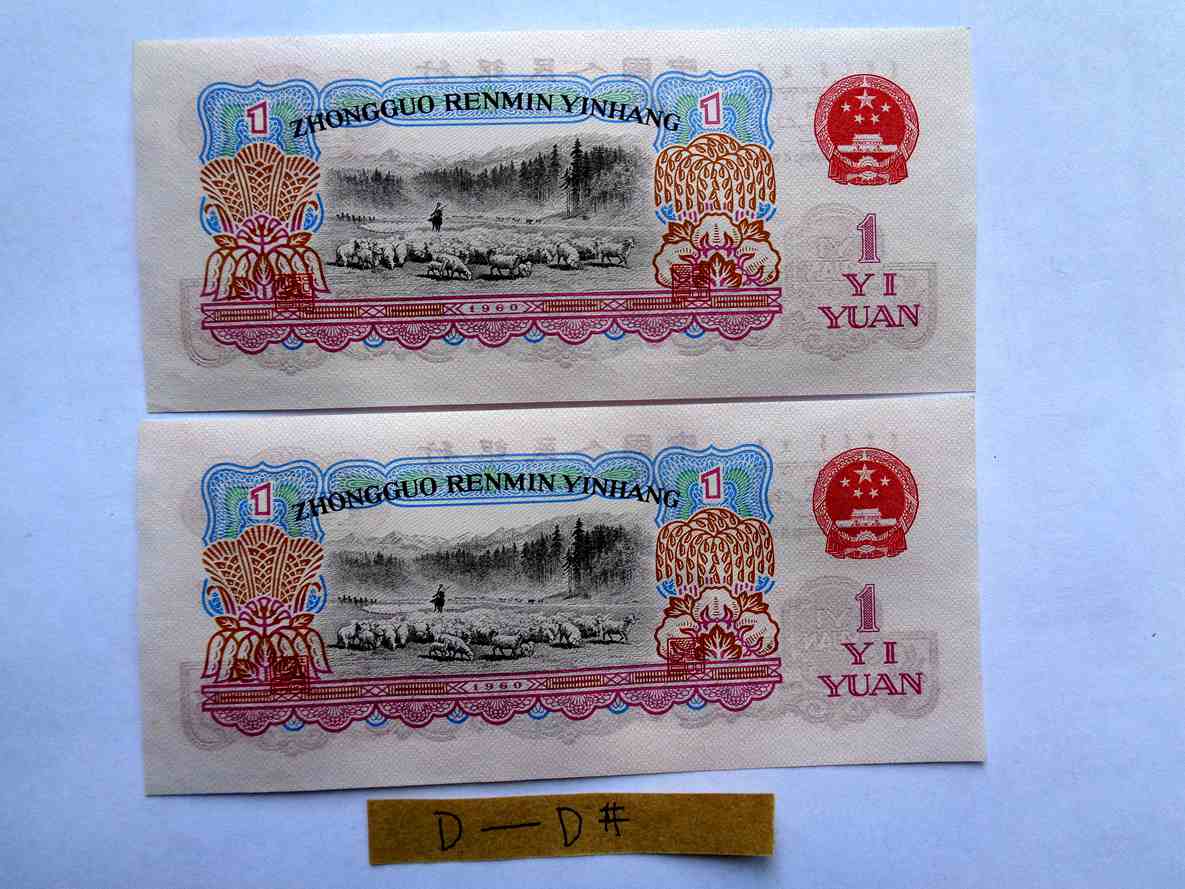 1
1
ZHONGGUO RENMIN YINHANG
1
YI
YUAN
1960
1
1
ZHONGGUO RENMIN YINHANG
1
YI
YUAN
1960
D — D#